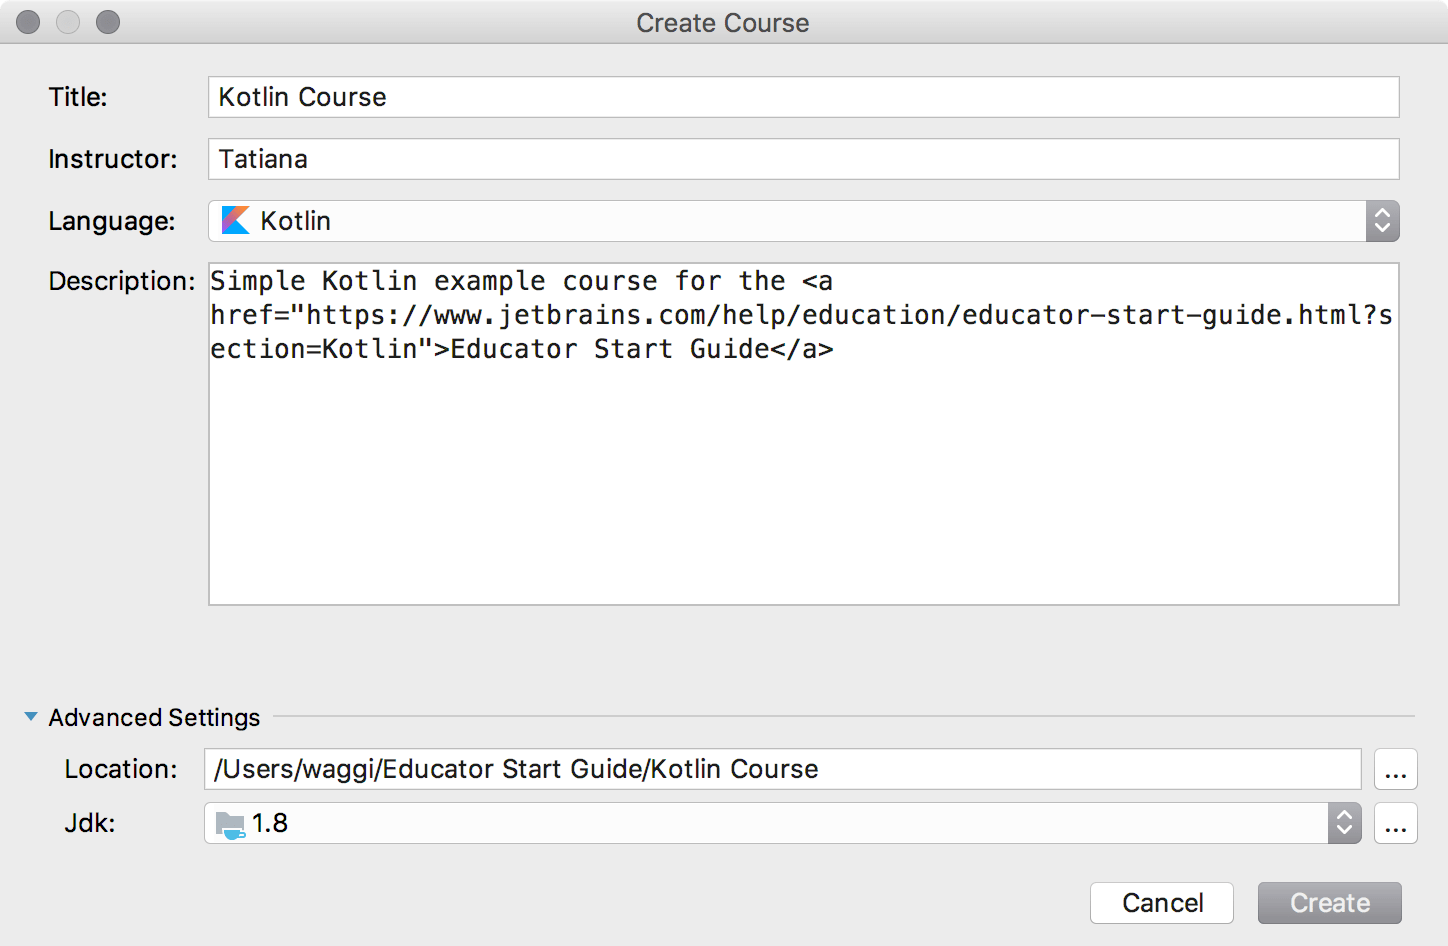 Create Course
Title: Kotlin Course
Instructor: Tatiana
Language: Kotlin
Description: Simple Kotlin example course for the <a
href="https://www.jetbrains.com/help/education/educator-start-guide.html?s
ection=Kotlin">Educator Start Guide</a>
Advanced Settings
Location: /Users/waggi/Educator Start Guide/Kotlin Course ...
Jdk: 1.8 ...
Cancel Create